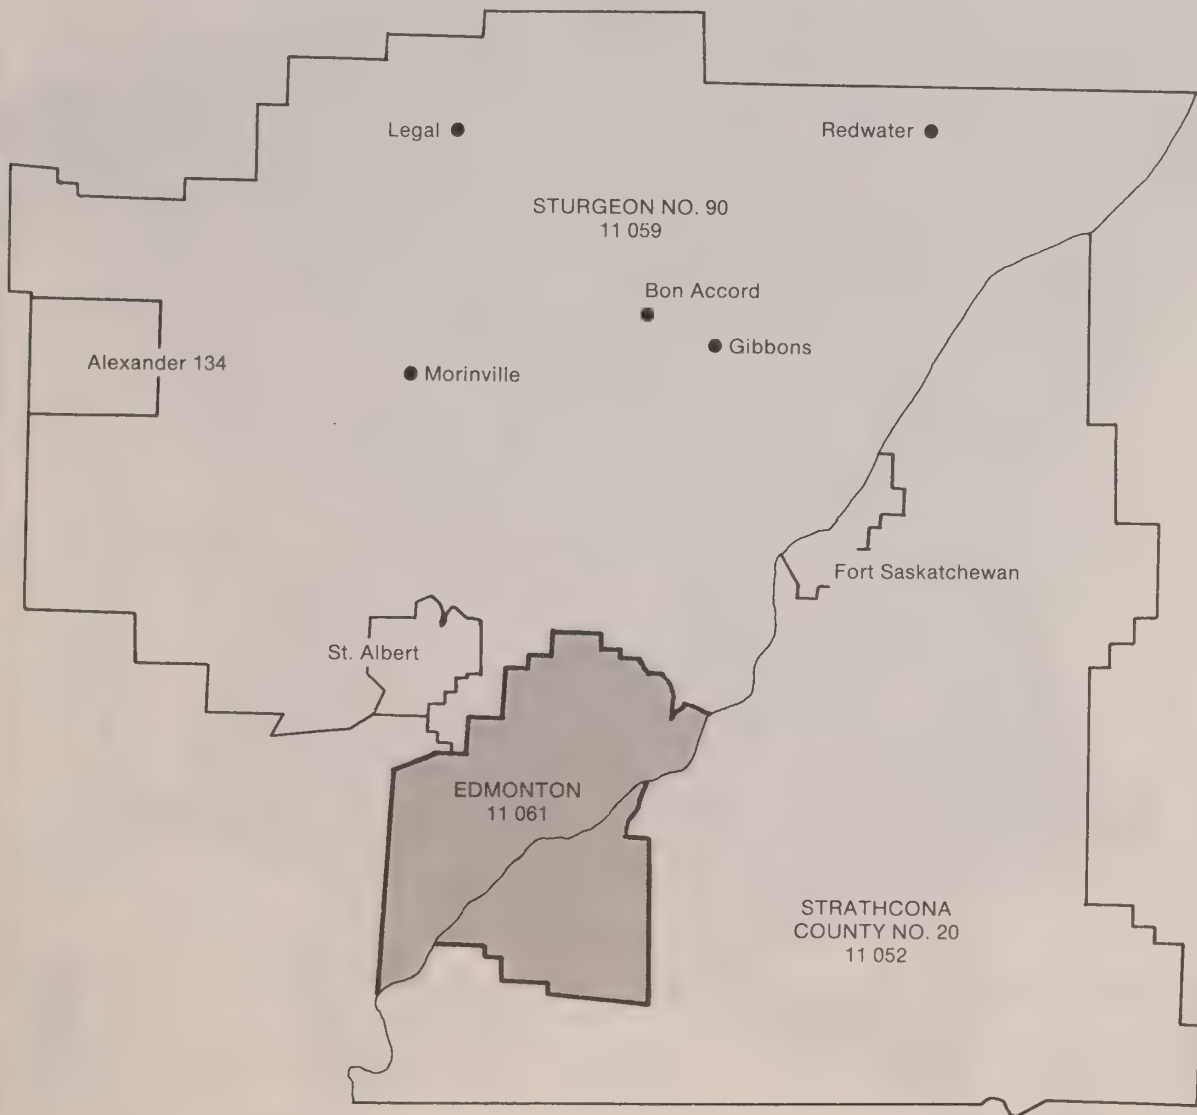 Legal
Redwater
STURGEON NO. 90
11 059
Bon Accord
Gibbons
Alexander 134
Morinville
Fort Saskatchewan
St. Albert
EDMONTON
11 061
STRATHCONA
COUNTY NO. 20
11 052